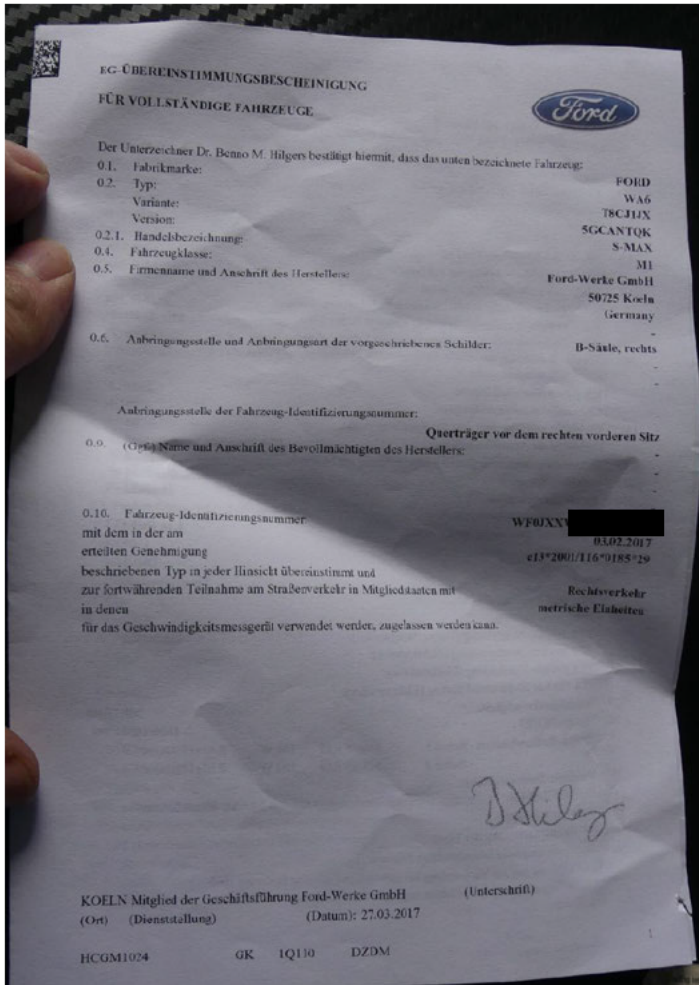 EG-ÜBEREINSTIMMUNGSBESCHEINIGUNG
FÜR VOLLSTÄNDIGE FAHRZEUGE
Ford
Der Unterzeichner Dr. Benno M. Hilgers bestätigt hiermit, dass das unten bezeichnete Fahrzeug:
0.1. Fabrikmarke: FORD
0.2. Typ: WA6
Variante: T8CJ1JX
Version: 5GCANTQK
0.2.1. Handelsbezeichnung: S-MAX
0.4. Fahrzeugklasse: M1
0.5. Firmenname und Anschrift des Herstellers: Ford-Werke GmbH
50725 Koeln
Germany
-
0.6. Anbringungsstelle und Anbringungsart der vorgeschriebenen Schilder: B-Säule, rechts
-
-
Anbringungsstelle der Fahrzeug-Identifizierungsnummer:
Querträger vor dem rechten vorderen Sitz
0.9. (Ggf.) Name und Anschrift des Bevollmächtigten des Herstellers: -
-
-
-
0.10. Fahrzeug-Identifizierungsnummer WF0JXX
mit dem in der am 03.02.2017
erteilten Genehmigung e13*2001/116*0185*29
beschriebenen Typ in jeder Hinsicht übereinstimmt und
zur fortwährenden Teilnahme am Straßenverkehr in Mitgliedstaaten mit Rechtsverkehr
in denen metrische Einheiten
für das Geschwindigkeitsmessgerät verwendet werden, zugelassen werden kann.
KOELN Mitglied der Geschäftsführung Ford-Werke GmbH (Unterschrift)
(Ort) (Dienststellung) (Datum): 27.03.2017
1
HCGM1024 GK 1Q110 DZDM